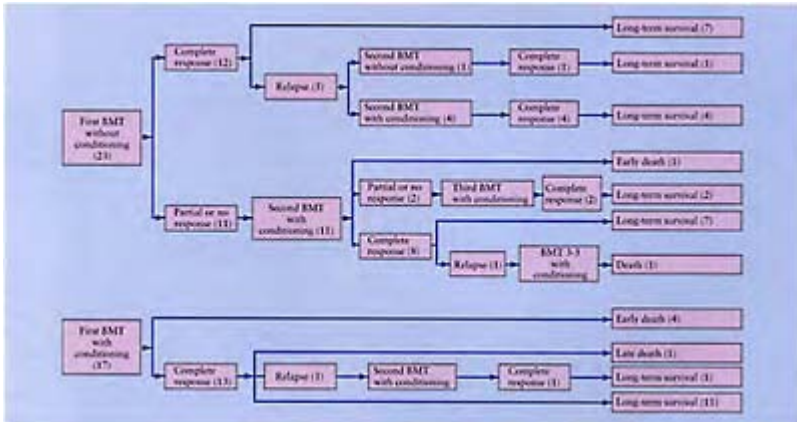 Complete
response (12)
Long-term survival (7)
Relapse (5)
Second BMT
without conditioning (1)
Complete
response (1)
Long-term survival (1)
Second BMT
with conditioning (4)
Complete
response (4)
Long-term survival (4)
First BMT
without
conditioning
(23)
Partial or no
response (11)
Second BMT
with
conditioning (11)
Early death (1)
Partial or no
response (2)
Third BMT
with conditioning
Complete
response (2)
Long-term survival (2)
Complete
response (8)
Long-term survival (7)
Relapse (1)
with
conditioning
Death (1)
First BMT
with
conditioning
(17)
Early death (4)
Complete
response (13)
Late death (1)
Relapse (1)
Second BMT
with conditioning
Complete
response (1)
Long-term survival (1)
Long-term survival (11)